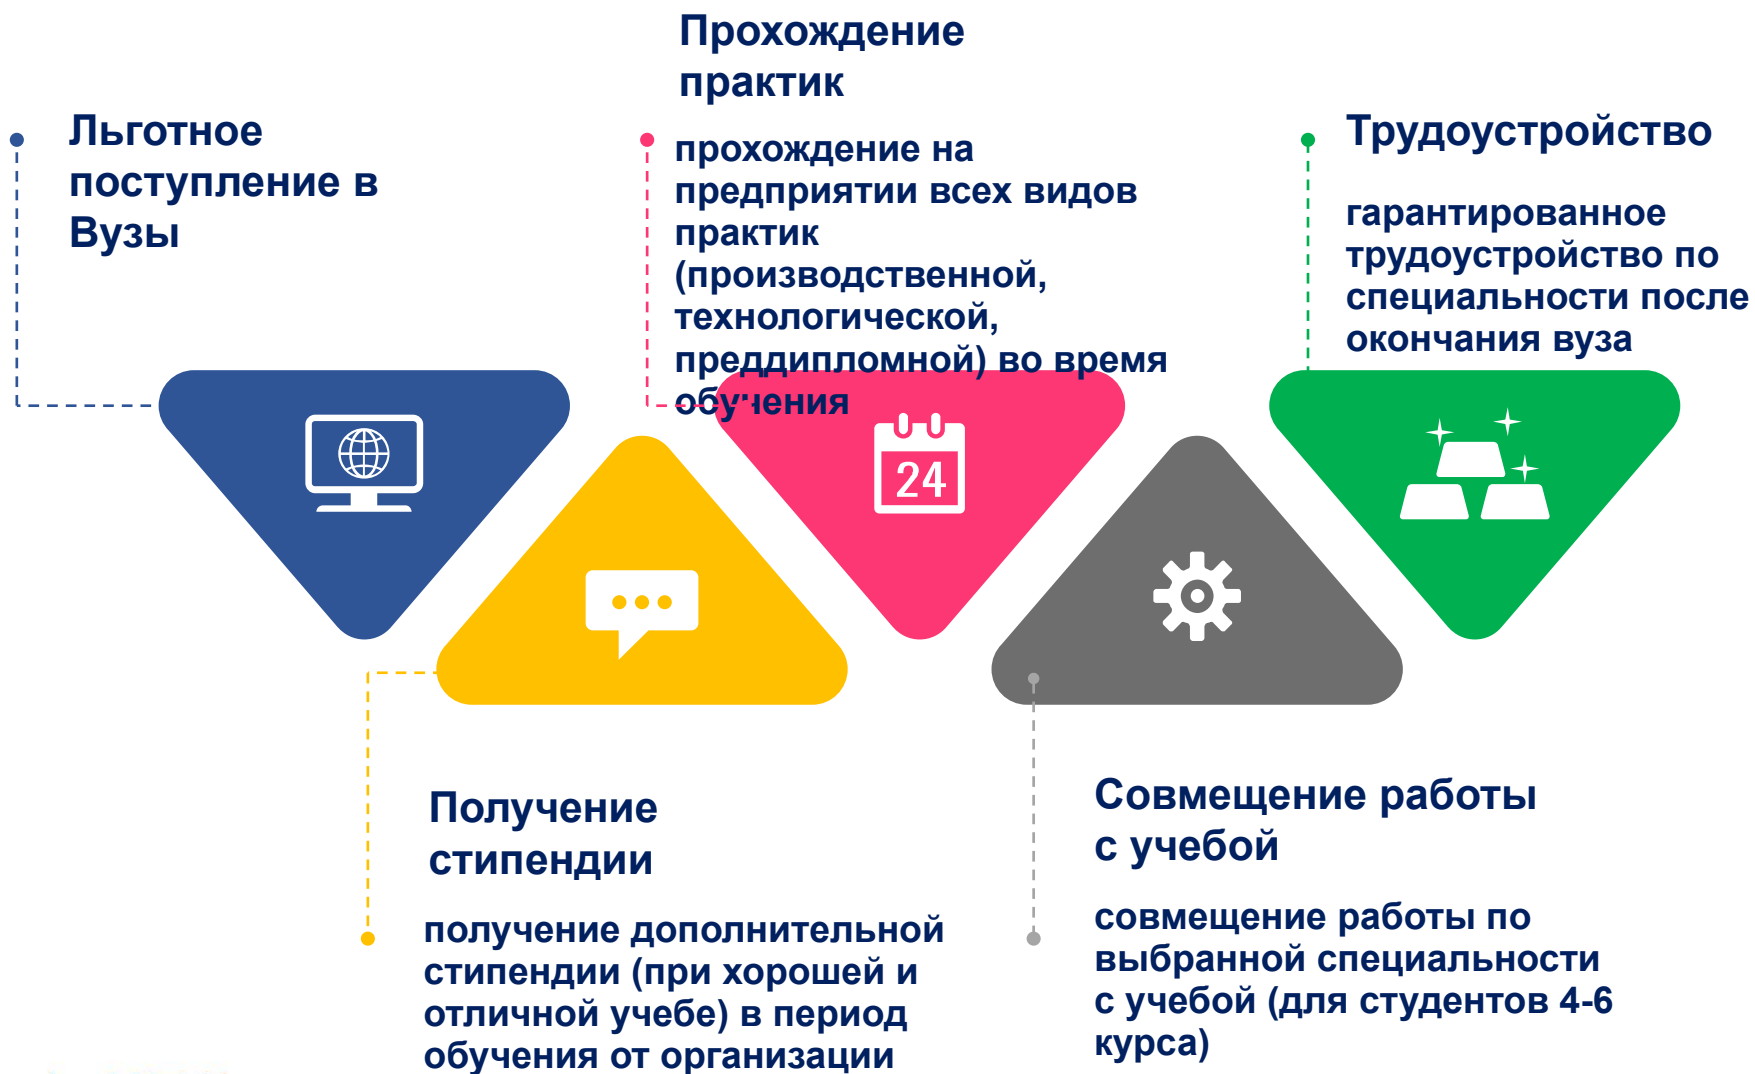 Льготное
поступление в
Вузы
Прохождение
практик
прохождение на
предприятии всех видов
практик
(производственной,
технологической,
преддипломной) во время
обучения
Трудоустройство
гарантированное
трудоустройство по
специальности после
окончания вуза
24
Получение
стипендии
получение дополнительной
стипендии (при хорошей и
отличной учебе) в период
обучения от организации
Совмещение работы
с учебой
совмещение работы по
выбранной специальности
с учебой (для студентов 4-6
курса)